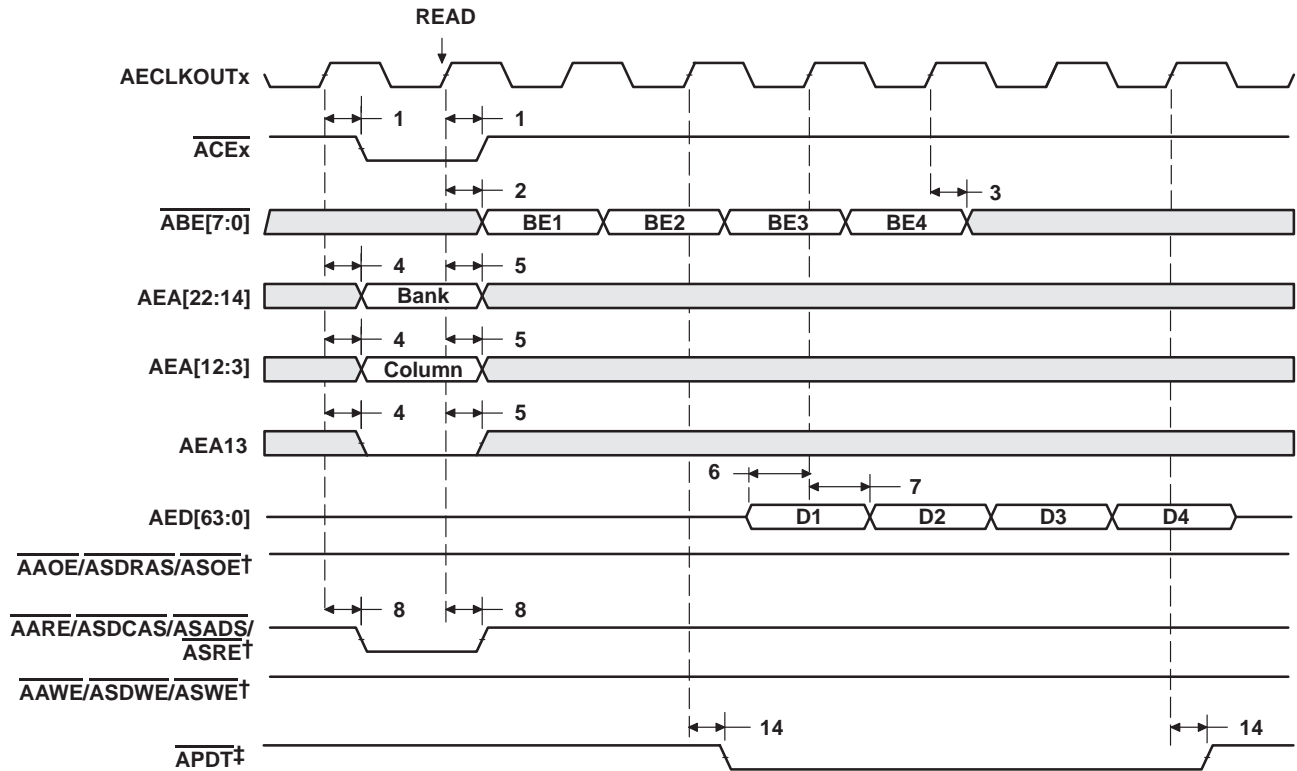 READ
AECLKOUTx
1 1
ACEx
2 3
ABE[7:0] BE1 BE2 BE3 BE4
4 5
AEA[22:14] Bank
4 5
AEA[12:3] Column
4 5
AEA13
6 7
AED[63:0] D1 D2 D3 D4
AAOE/ASDRAS/ASOE†
8 8
AARE/ASDCAS/ASADS/
ASRE†
AAWE/ASDWE/ASWE†
14 14
APDT‡